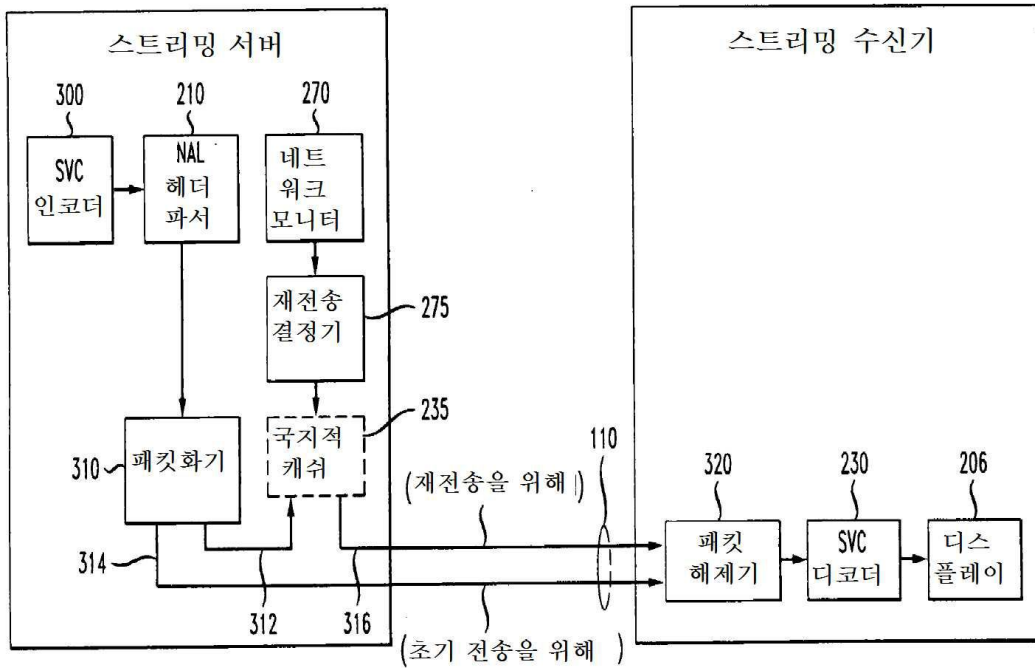 스트리밍 서버
스트리밍 수신기
300
210
270
SVC
인코더
NAL
헤더
파서
네트
워크
모니터
재전송
결정기
275
310
패킷화기
국지적
캐쉬
235
(재전송을 위해)
110
320
230
206
패킷
해제기
SVC
디코더
디스
플레이
314
312
316
(초기 전송을 위해 )